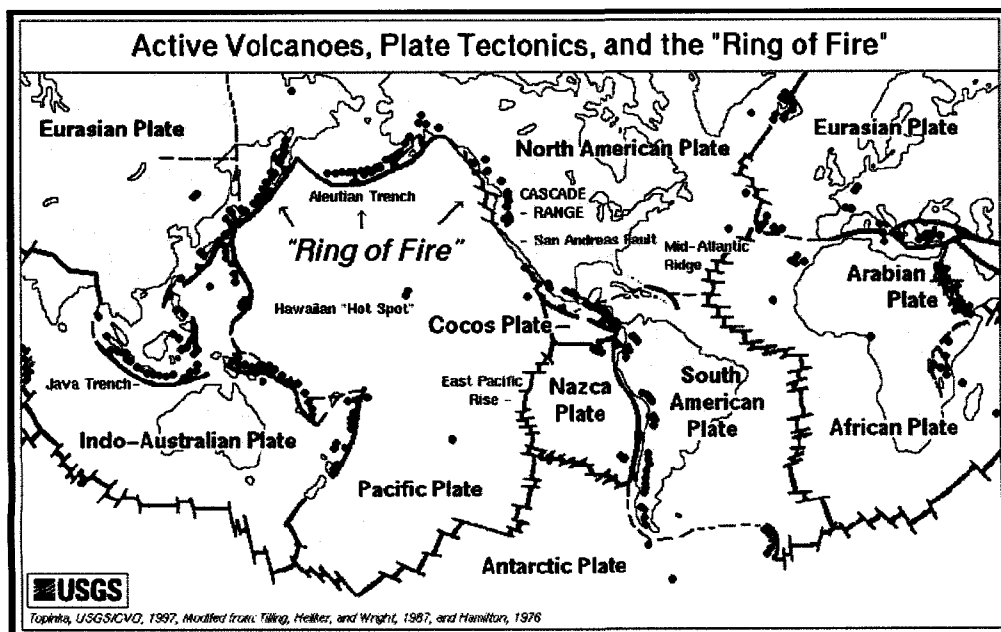 Active Volcanoes, Plate Tectonics, and the "Ring of Fire"
Eurasian Plate
North American Plate
Eurasian Plate
Aleutian Trench
CASCADE
RANGE
"Ring of Fire"
San Andreas Fault
Mid-Atlantic
Ridge
Arabian
Plate
Hawaiian "Hot Spot"
Cocos Plate
Java Trench
East Pacific
Rise
Nazca
Plate
South
American
Plate
Indo-Australian Plate
African Plate
Pacific Plate
Antarctic Plate
USGS
Topinka, USGS/CVO, 1997, Modified from: Tilling, Heliker, and Wright, 1987, and Hamilton, 1976